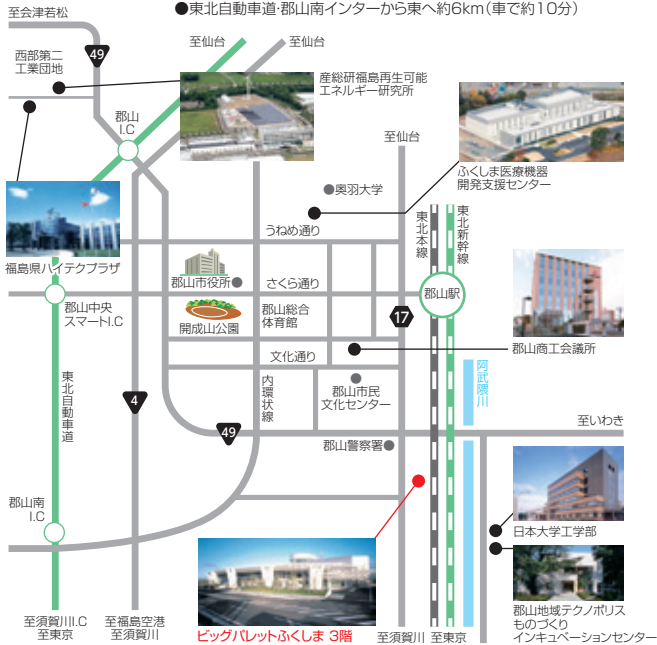 ●東北自動車道・郡山南インターから東へ約6km（車で約10分）
至会津若松
49
西部第二
工業団地
至仙台
至仙台
産総研福島再生可能
エネルギー研究所
郡山
I.C
至仙台
ふくしま医療機器
開発支援センター
奥羽大学
うねめ通り
東北本線
東北新幹線
福島県ハイテクプラザ
郡山市役所
さくら通り
郡山駅
郡山中央
スマートI.C
開成山公園
郡山総合
体育館
17
郡山商工会議所
文化通り
東北自動車道
4
内環状線
郡山市民
文化センター
阿武隈川
49
至いわき
郡山警察署
郡山南
I.C
日本大学工学部
郡山地域テクノポリス
ものづくり
インキュベーションセンター
至須賀川I.C
至東京
至福島空港
至須賀川
ビッグパレットふくしま 3階
至須賀川
至東京